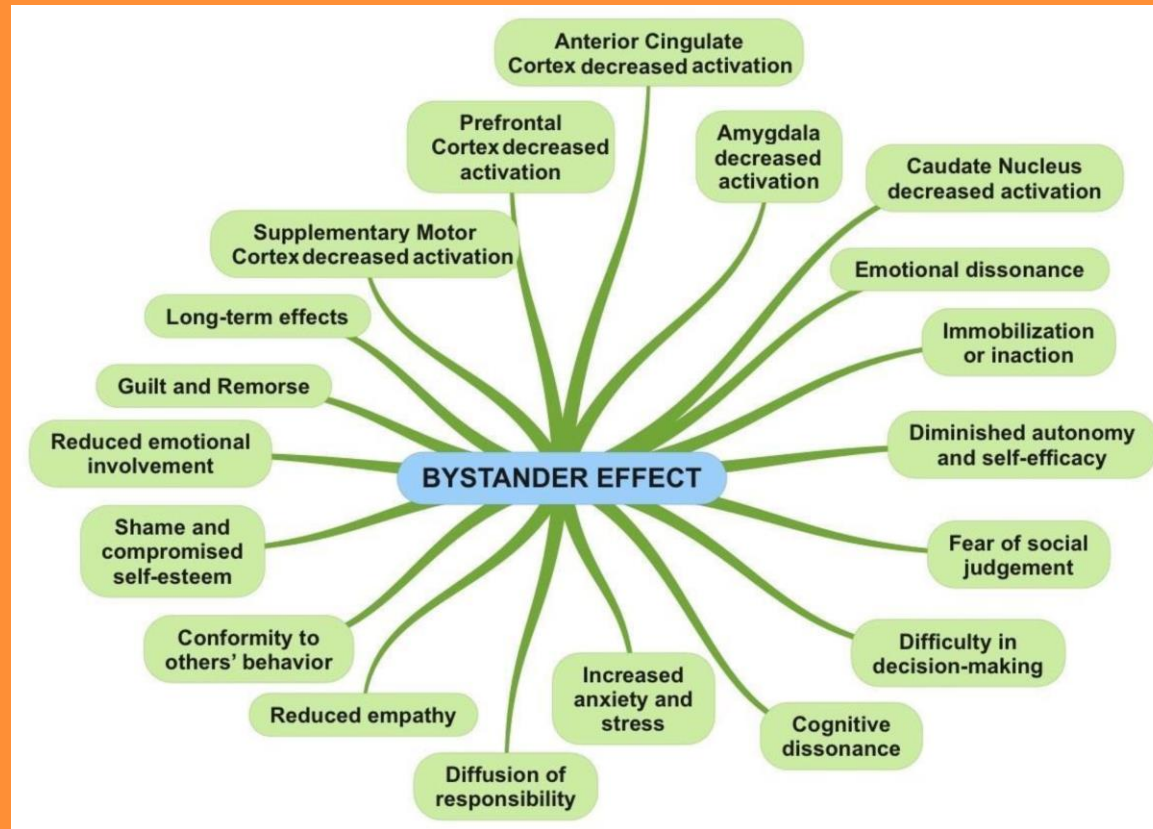 Anterior Cingulate
Cortex decreased activation
Prefrontal
Cortex decreased
activation
Amygdala
decreased
activation
Caudate Nucleus
decreased activation
Supplementary Motor
Cortex decreased activation
Emotional dissonance
Long-term effects
Immobilization
or inaction
Guilt and Remorse
Reduced emotional
involvement
Diminished autonomy
and self-efficacy
BYSTANDER EFFECT
Shame and
compromised
self-esteem
Fear of social
judgement
Conformity to
others’ behavior
Difficulty in
decision-making
Reduced empathy
Increased
anxiety and
stress
Cognitive
dissonance
Diffusion of
responsibility